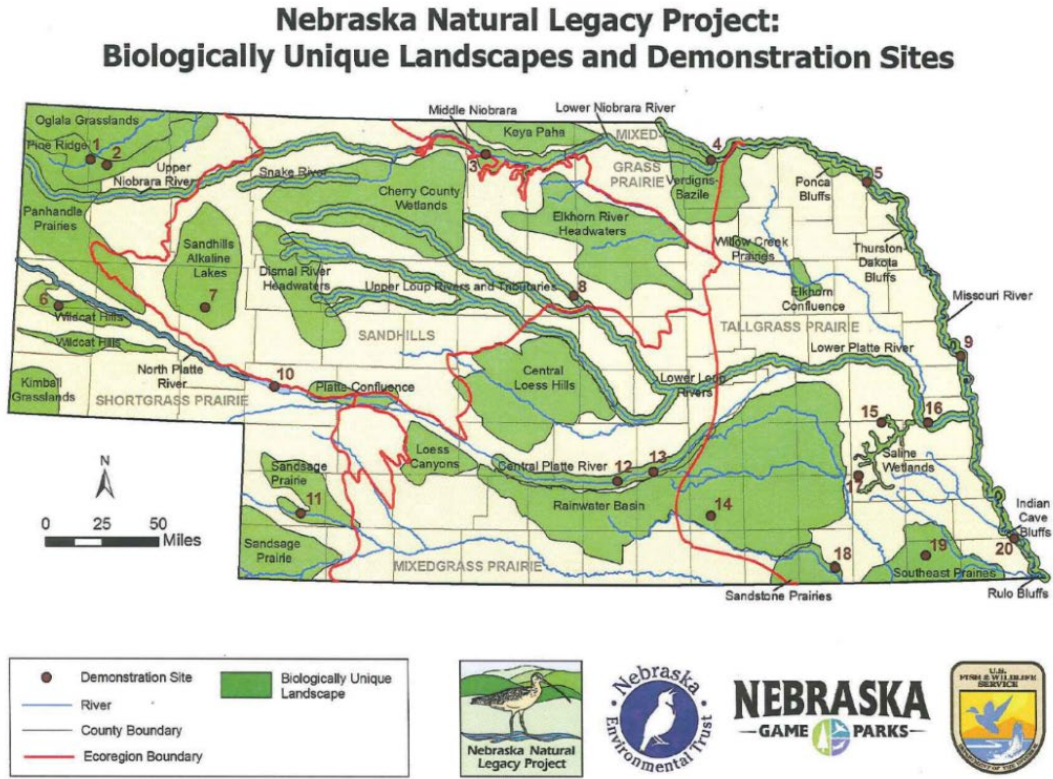 Nebraska Natural Legacy Project:
Biologically Unique Landscapes and Demonstration Sites
Oglala Grasslands
Middle Niobrara
Lower Niobrara River
Keya Paha
MIXED
GRASS
PRAIRIE
Pine Ridge
1
2
3
4
5
Upper
Niobrara River
Snake River
Verdigris-
Bazile
Ponca
Bluffs
Panhandle
Prairies
Cherry County
Wetlands
Elkhorn River
Headwaters
Willow Creek
Prairies
Thurston-
Dakota
Bluffs
Sandhills
Alkaline
Lakes
Dismal River
Headwaters
Upper Loup Rivers and Tributaries
8
Elkhorn
Confluence
Missouri River
6
7
Wildcat Hills
Wildcat Hills
SANDHILLS
TALLGRASS PRAIRIE
9
North Platte
River
10
Platte Confluence
Central
Loess Hills
Lower Loup
Rivers
Lower Platte River
Kimball
Grasslands
SHORTGRASS PRAIRIE
15
16
N
Loess
Canyons
Central Platte River
12
13
Saline
Wetlands
17
Sandsage
Prairie
11
Rainwater Basin
14
Indian
Cave
Bluffs
0 25 50
Miles
Sandsage
Prairie
MIXEDGRASS PRAIRIE
18
19
20
Southeast Prairies
Sandstone Prairies
Rulo Bluffs
Demonstration Site
River
County Boundary
Ecoregion Boundary
Biologically Unique
Landscape
Nebraska Natural
Legacy Project
Nebraska
Environmental Trust
NEBRASKA
GAME PARKS
U.S.
FISH & WILDLIFE
SERVICE
DEPARTMENT OF THE INTERIOR